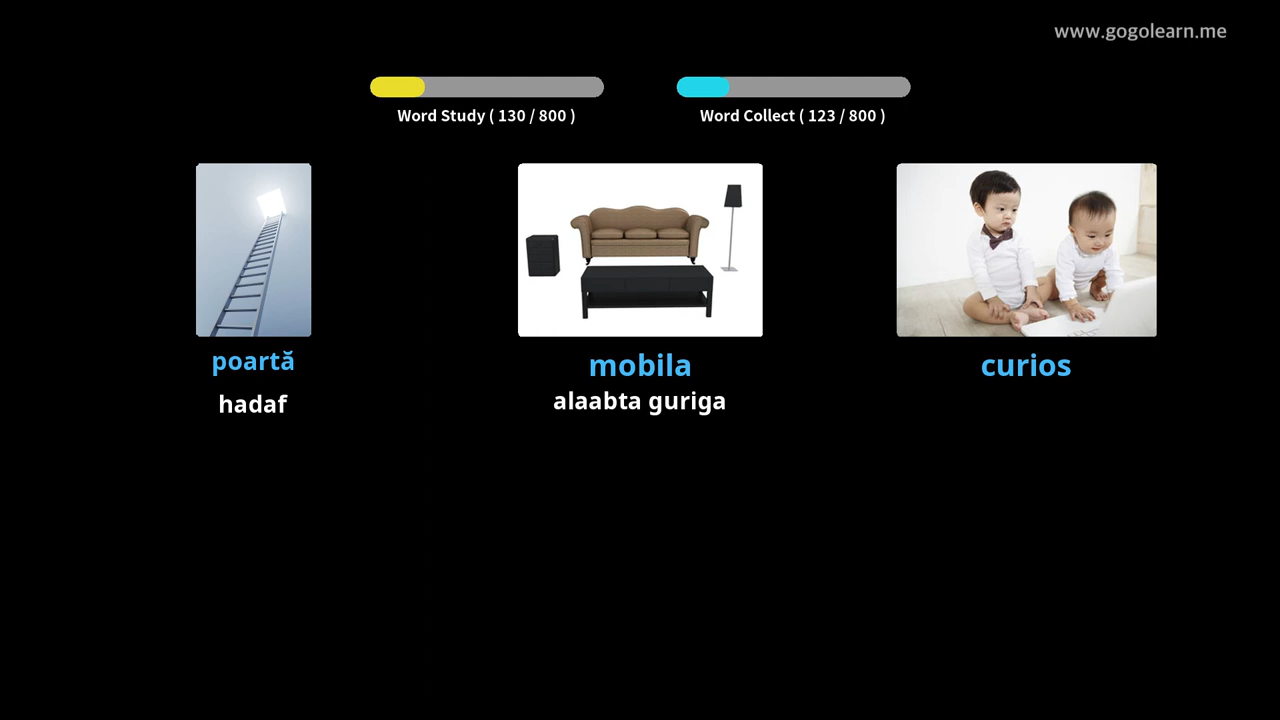 www.gogolearn.me
Word Study ( 130 / 800 )
Word Collect ( 123 / 800 )
poartă
hadaf
mobila
alaabta guriga
curios